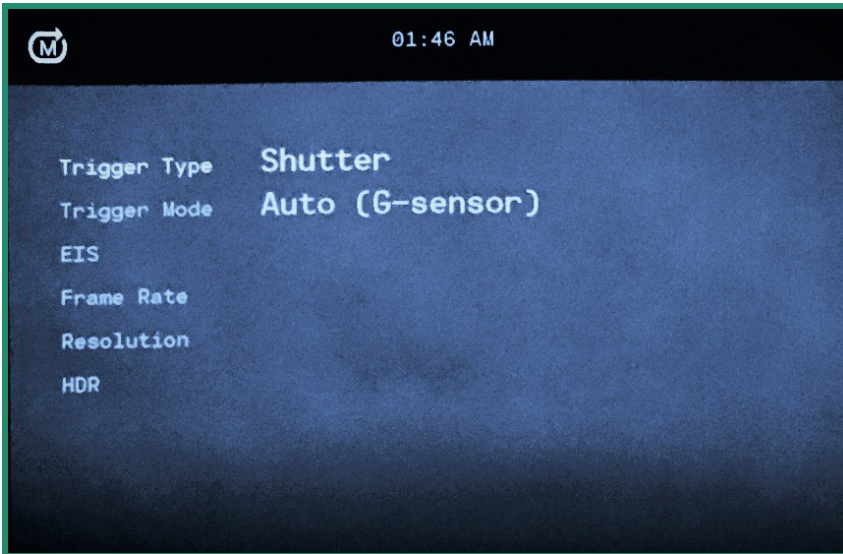 M
01:46 AM
Trigger Type Shutter
Trigger Mode Auto (G-sensor)
EIS
Frame Rate
Resolution
HDR